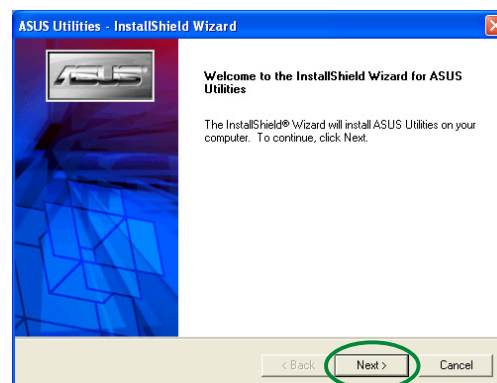 ASUS Utilities - InstallShield Wizard
ASUS
Welcome to the InstallShield Wizard for ASUS
Utilities
The InstallShield® Wizard will install ASUS Utilities on your
computer. To continue, click Next.
< Back Next > Cancel